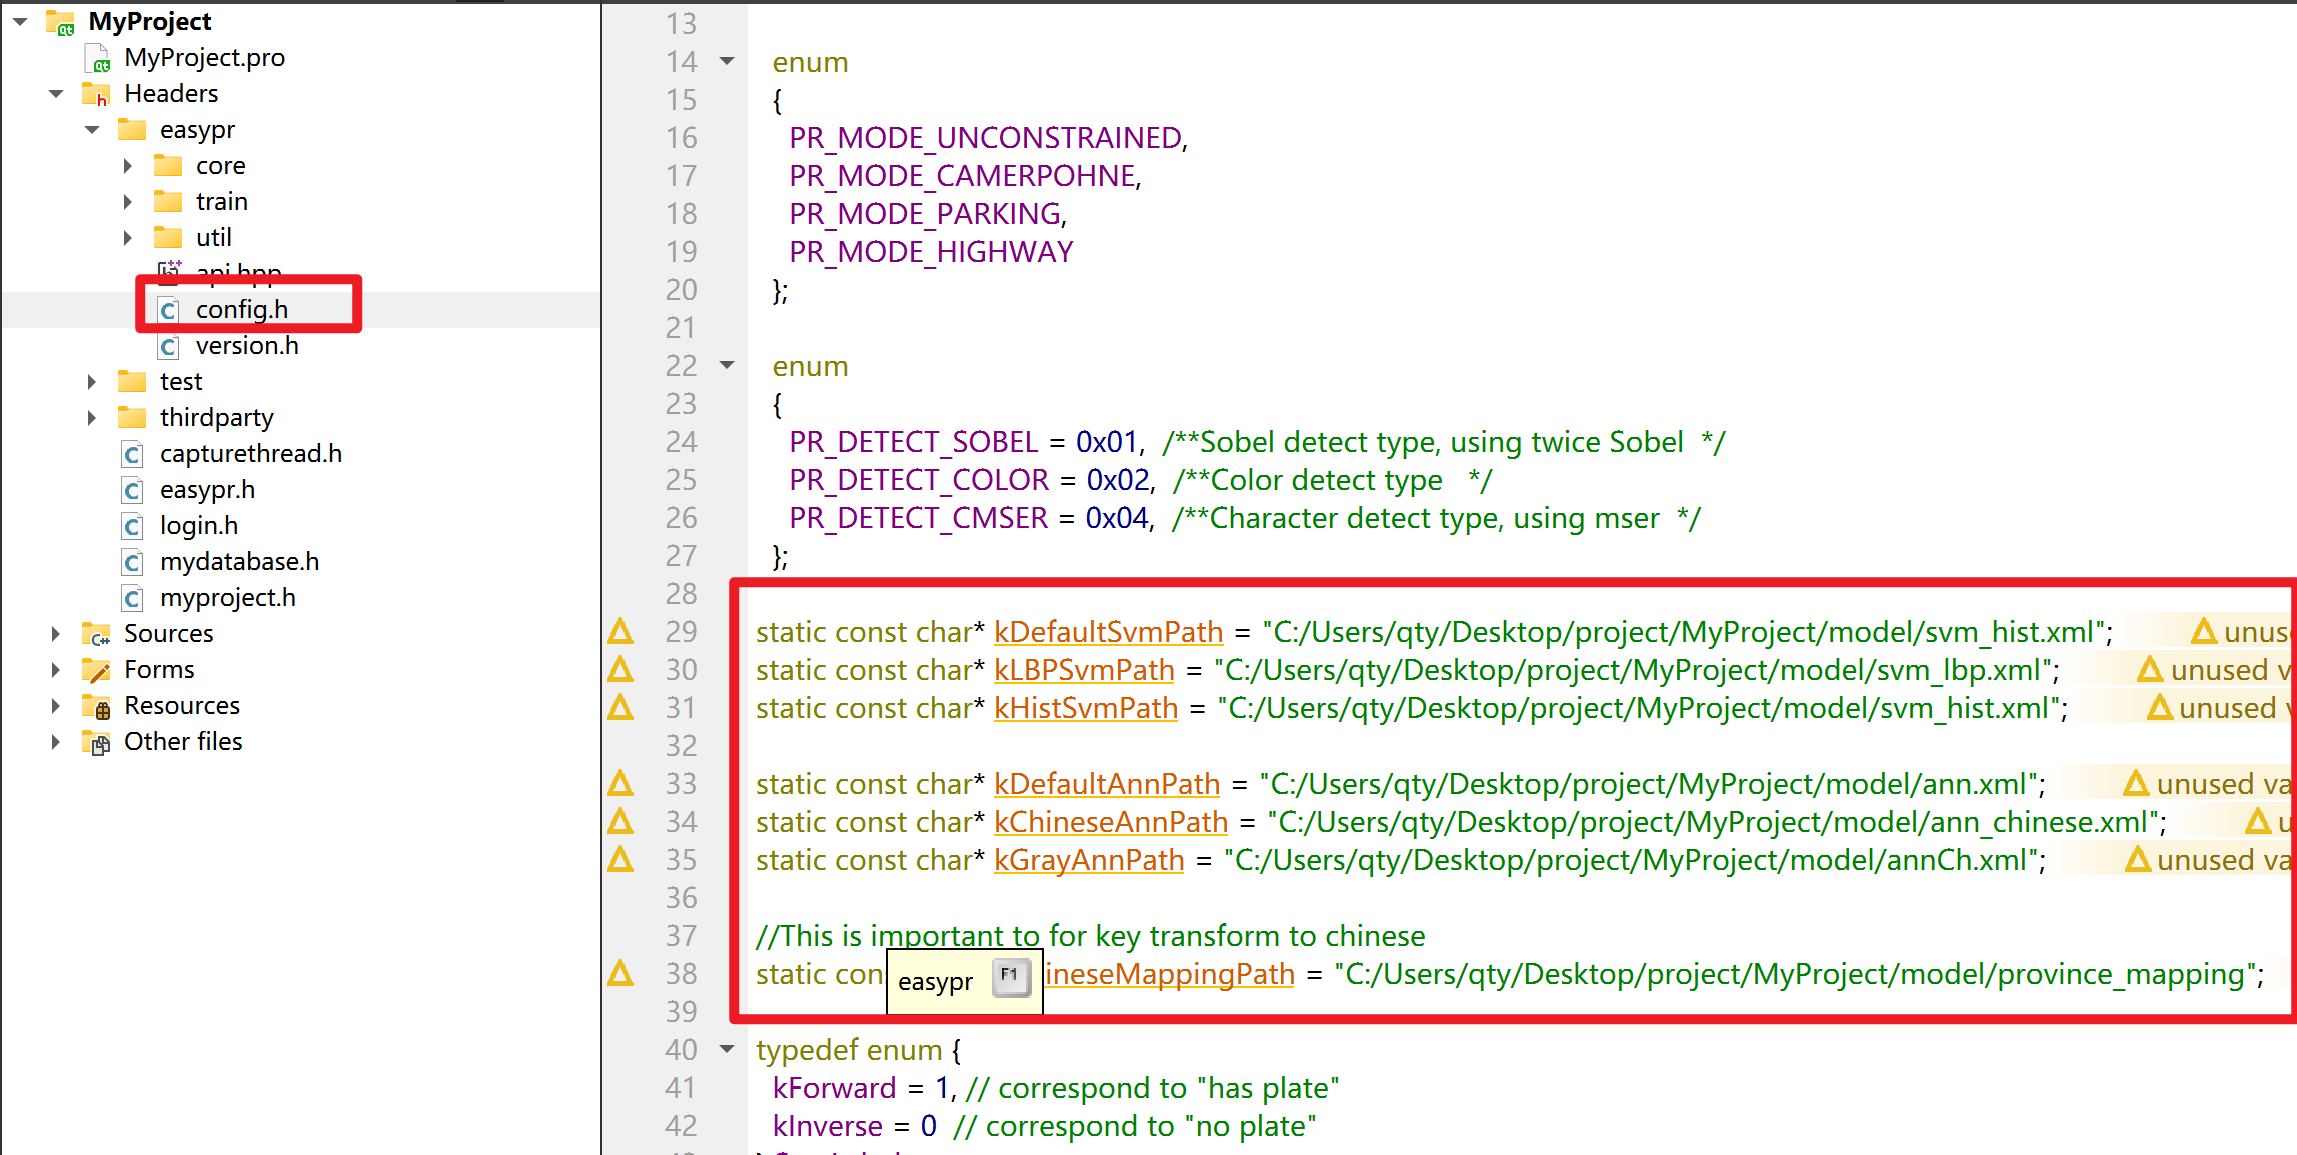 MyProject
MyProject.pro
Headers
easypr
core
train
util
api.hpp
config.h
version.h
test
thirdparty
capturethread.h
easypr.h
login.h
mydatabase.h
myproject.h
Sources
Forms
Resources
Other files
13
14 enum
15 {
16 PR_MODE_UNCONSTRAINED,
17 PR_MODE_CAMERPOHNE,
18 PR_MODE_PARKING,
19 PR_MODE_HIGHWAY
20 };
21
22 enum
23 {
24 PR_DETECT_SOBEL = 0x01, /**Sobel detect type, using twice Sobel */
25 PR_DETECT_COLOR = 0x02, /**Color detect type */
26 PR_DETECT_CMSER = 0x04, /**Character detect type, using mser */
27 };
28
29 static const char* kDefaultSvmPath = "C:/Users/qty/Desktop/project/MyProject/model/svm_hist.xml"; unus
30 static const char* kLBPSvmPath = "C:/Users/qty/Desktop/project/MyProject/model/svm_lbp.xml"; unused v
31 static const char* kHistSvmPath = "C:/Users/qty/Desktop/project/MyProject/model/svm_hist.xml"; unused v
32
33 static const char* kDefaultAnnPath = "C:/Users/qty/Desktop/project/MyProject/model/ann.xml"; unused va
34 static const char* kChineseAnnPath = "C:/Users/qty/Desktop/project/MyProject/model/ann_chinese.xml"; u
35 static const char* kGrayAnnPath = "C:/Users/qty/Desktop/project/MyProject/model/annCh.xml"; unused va
36
37 //This is important to for key transform to chinese
38 static con easypr F1 ineseMappingPath = "C:/Users/qty/Desktop/project/MyProject/model/province_mapping";
39
40 typedef enum {
41 kForward = 1, // correspond to "has plate"
42 kInverse = 0 // correspond to "no plate"